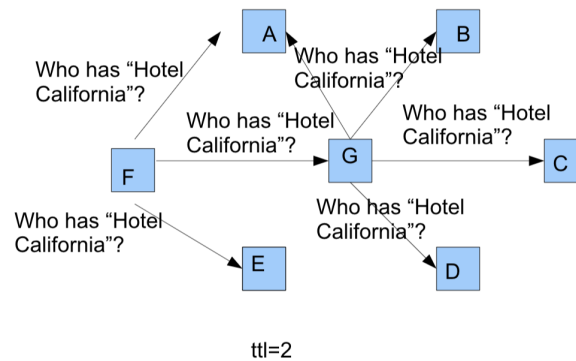 A
B
Who has “Hotel
California”?
Who has “Hotel
California”?
Who has “Hotel
California”?
Who has “Hotel
California”?
F
G
C
Who has “Hotel
California”?
Who has “Hotel
California”?
E
D
ttl=2